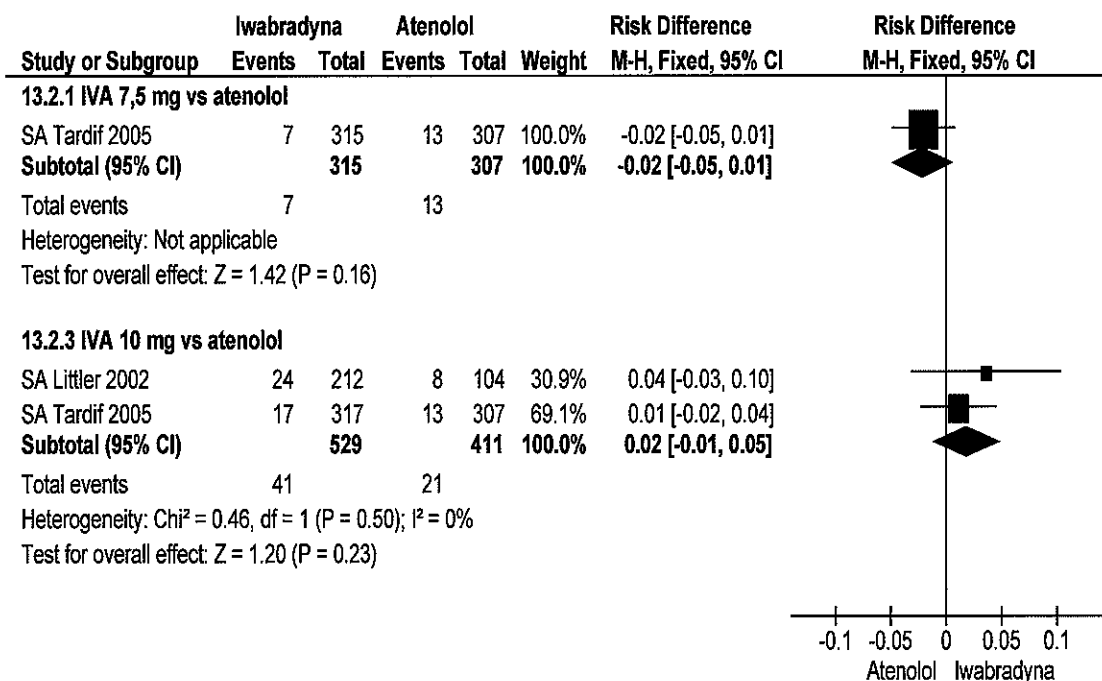 Iwabradyna Atenolol Risk Difference Risk Difference
Study or Subgroup Events Total Events Total Weight M-H, Fixed, 95% CI M-H, Fixed, 95% CI
13.2.1 IVA 7,5 mg vs atenolol
SA Tardif 2005 7 315 13 307 100.0% -0.02 [-0.05, 0.01]
Subtotal (95% CI) 315 307 100.0% -0.02 [-0.05, 0.01]
Total events 7 13
Heterogeneity: Not applicable
Test for overall effect: Z = 1.42 (P = 0.16)
13.2.3 IVA 10 mg vs atenolol
SA Littler 2002 24 212 8 104 30.9% 0.04 [-0.03, 0.10]
SA Tardif 2005 17 317 13 307 69.1% 0.01 [-0.02, 0.04]
Subtotal (95% CI) 529 411 100.0% 0.02 [-0.01, 0.05]
Total events 41 21
Heterogeneity: Chi² = 0.46, df = 1 (P = 0.50); I² = 0%
Test for overall effect: Z = 1.20 (P = 0.23)
-0.1 -0.05 0 0.05 0.1
Atenolol Iwabradyna